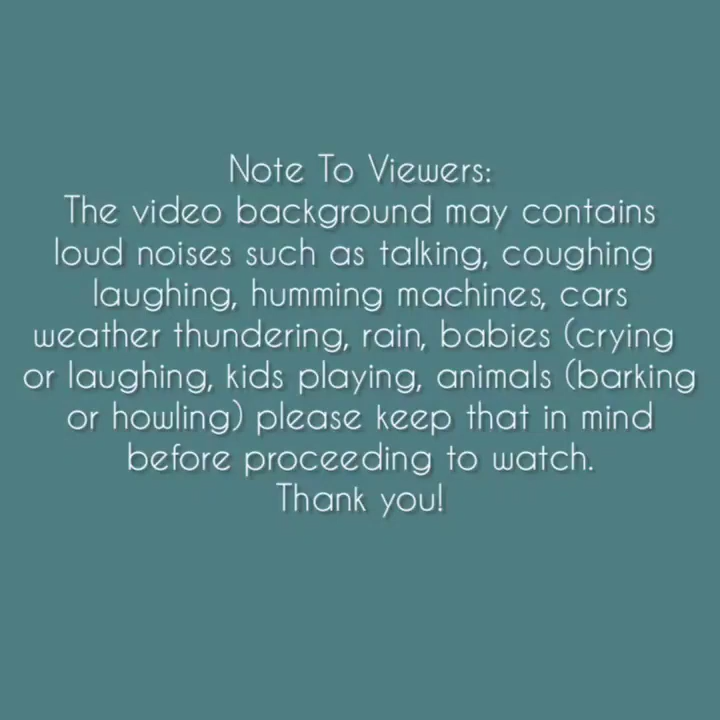 Note To Viewers:
The video background may contains
loud noises such as talking, coughing
laughing, humming machines, cars
weather thundering, rain, babies (crying
or laughing, kids playing, animals (barking
or howling) please keep that in mind
before proceeding to watch.
Thank you!